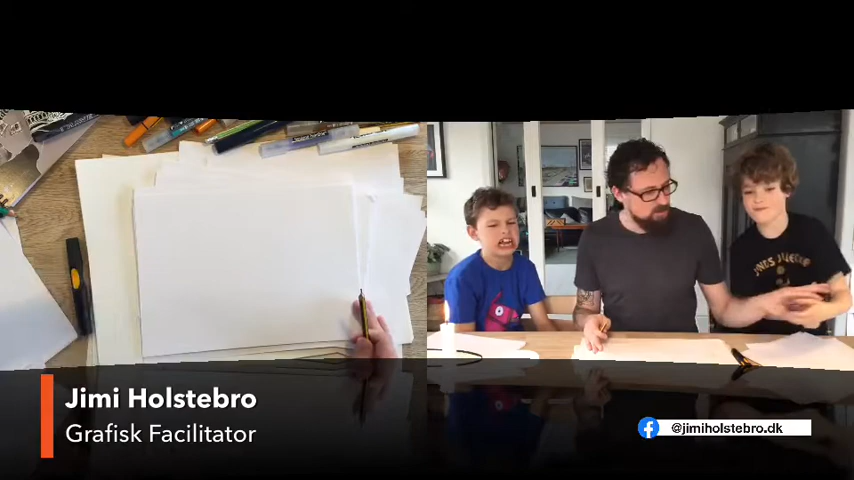 Jimi Holstebro
Grafisk Facilitator
@jimiholstebro.dk